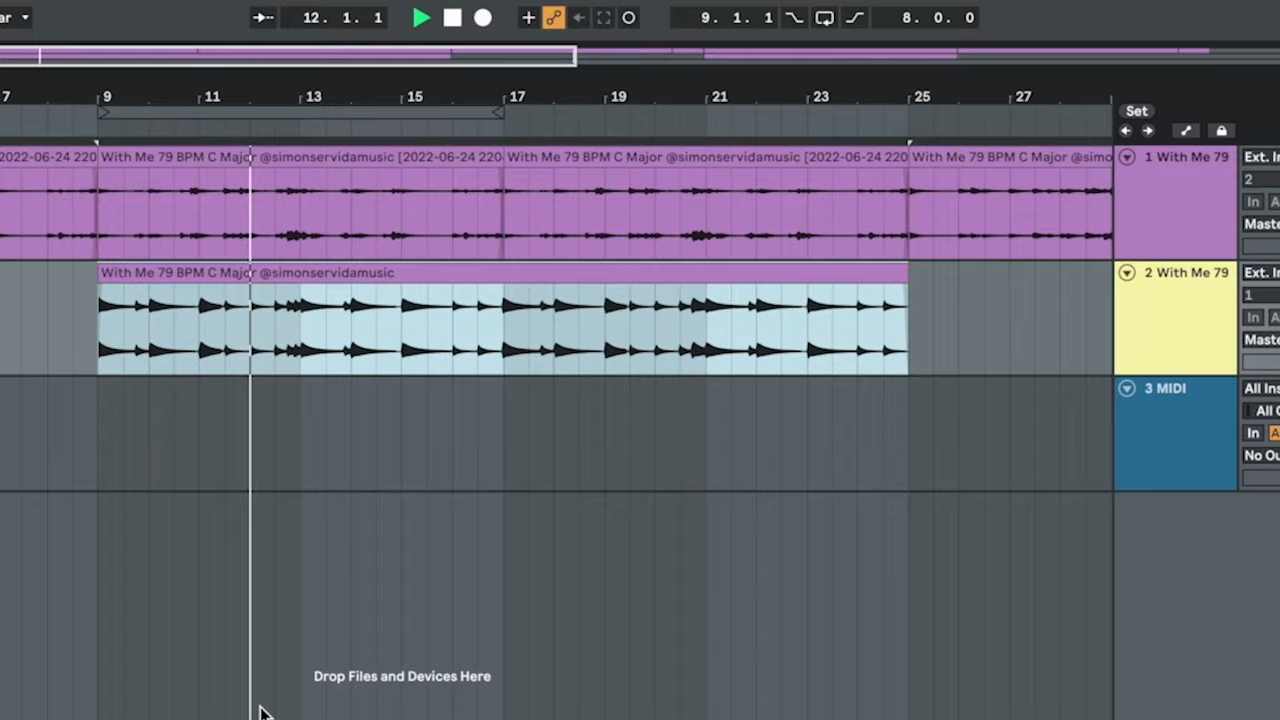 ar
12. 1. 1
9. 1. 1
8. 0. 0
7 9 11 13 15 17 19 21 23 25 27
Set
2022-06-24 220 With Me 79 BPM C Major @simonservidamusic [2022-06-24 220 With Me 79 BPM C Major @simonservidamusic [2022-06-24 220 With Me 79 BPM C Major @simo
1 With Me 79
Ext. In
2
In A
Maste
With Me 79 BPM C Major @simonservidamusic
2 With Me 79
Ext. In
1
In A
Maste
3 MIDI
All Ins
All C
In A
No Ou
Drop Files and Devices Here